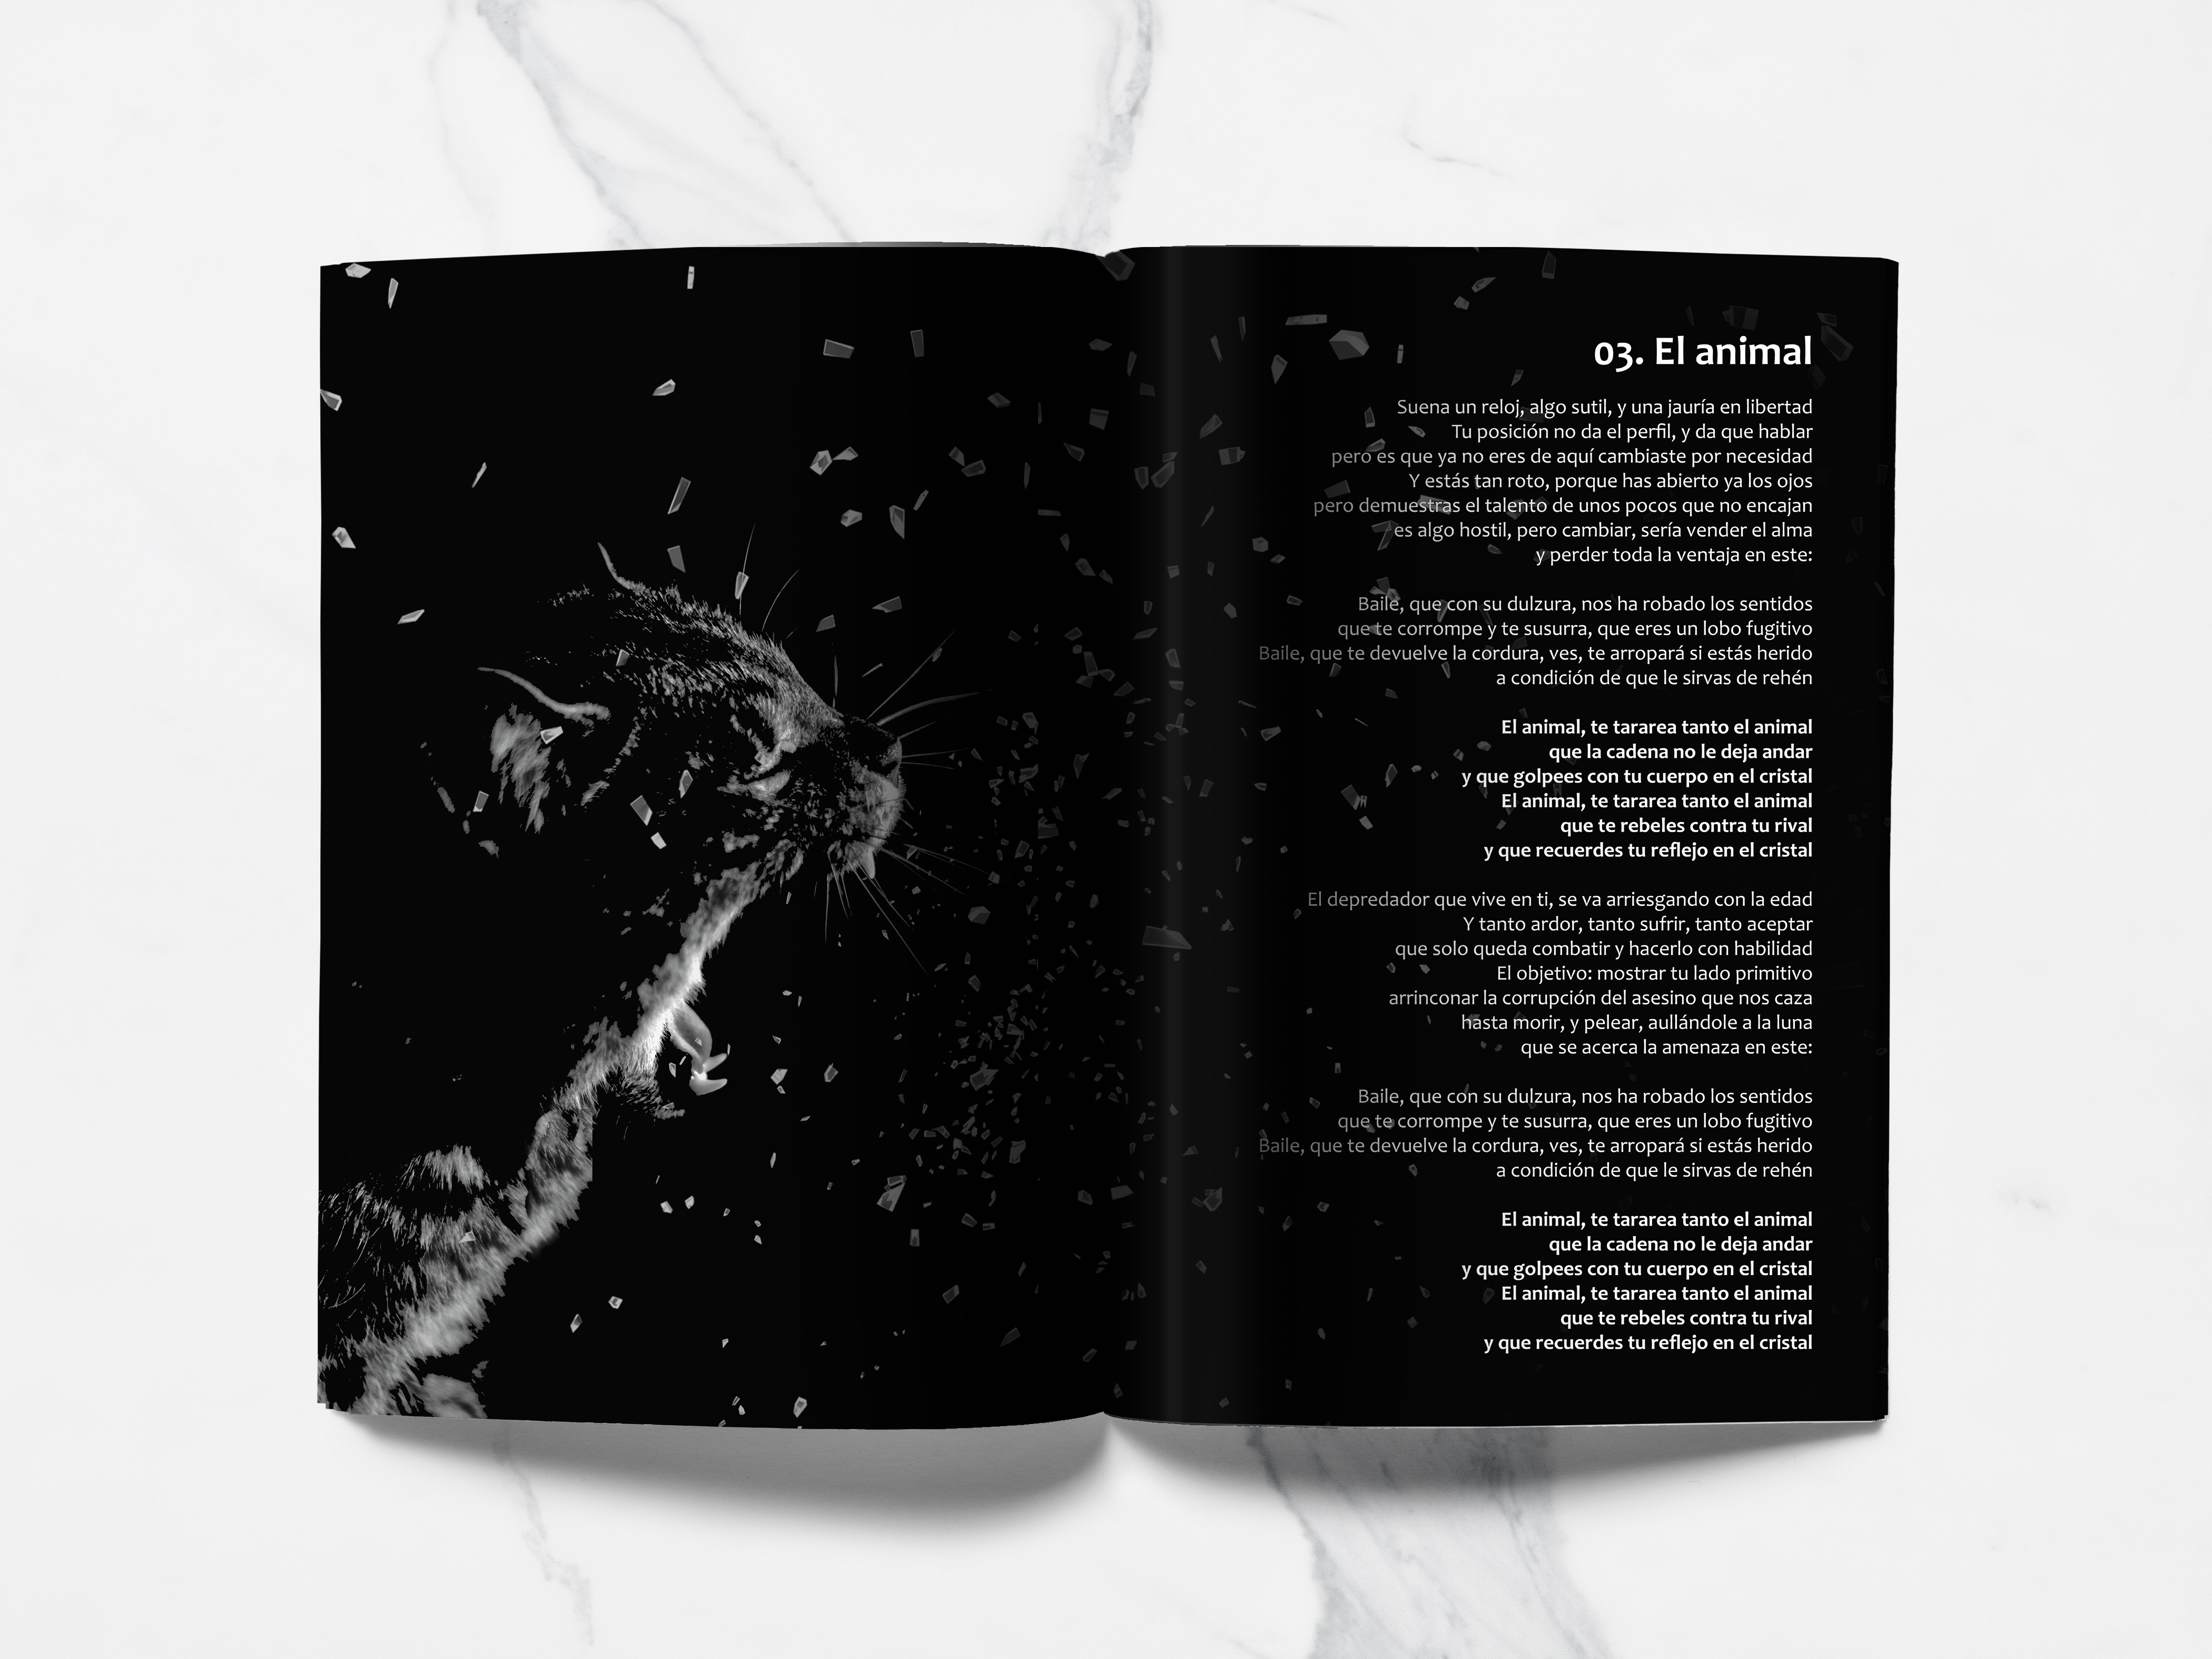 03. El animal
Suena un reloj, algo sutil, y una jauría en libertad
Tu posición no da el perfil, y da que hablar
pero es que ya no eres de aquí cambiaste por necesidad
Y estás tan roto, porque has abierto ya los ojos
pero demuestras el talento de unos pocos que no encajan
es algo hostil, pero cambiar, sería vender el alma
y perder toda la ventaja en este:
Baile, que con su dulzura, nos ha robado los sentidos
que te corrompe y te susurra, que eres un lobo fugitivo
Baile, que te devuelve la cordura, ves, te arropará si estás herido
a condición de que le sirvas de rehén
El animal, te tararea tanto el animal
que la cadena no le deja andar
y que golpees con tu cuerpo en el cristal
El animal, te tararea tanto el animal
que te rebeles contra tu rival
y que recuerdes tu reflejo en el cristal
El depredador que vive en ti, se va arriesgando con la edad
Y tanto ardor, tanto sufrir, tanto aceptar
que solo queda combatir y hacerlo con habilidad
El objetivo: mostrar tu lado primitivo
arrinconar la corrupción del asesino que nos caza
hasta morir, y pelear, aullándole a la luna
que se acerca la amenaza en este:
Baile, que con su dulzura, nos ha robado los sentidos
que te corrompe y te susurra, que eres un lobo fugitivo
Baile, que te devuelve la cordura, ves, te arropará si estás herido
a condición de que le sirvas de rehén
El animal, te tararea tanto el animal
que la cadena no le deja andar
y que golpees con tu cuerpo en el cristal
El animal, te tararea tanto el animal
que te rebeles contra tu rival
y que recuerdes tu reflejo en el cristal